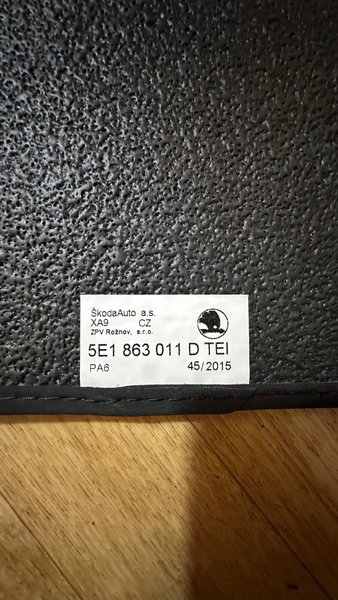 ŠkodaAuto a.s.
XA9 CZ
ZPV Rožnov, s.r.o.
5E1 863 011 D TEI
PA6 45/2015